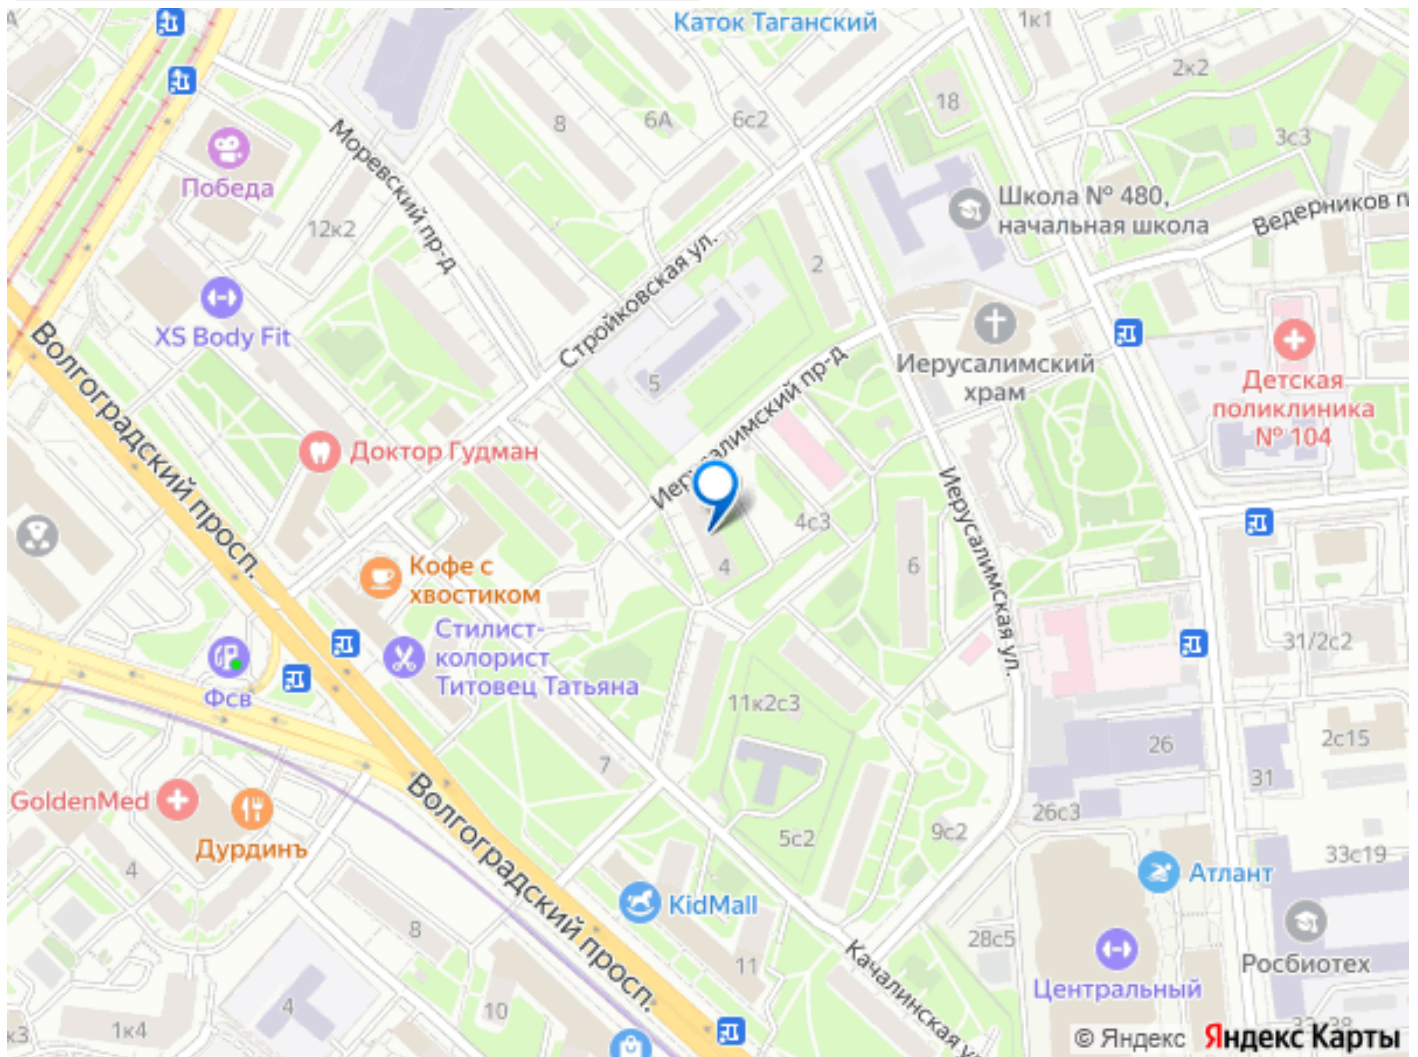 Каток Таганский
1к1
2к2
18
8
6А
6с2
3с3
Моревский пр-д
Победа
Школа № 480,
начальная школа
Ведерников п
12к2
Стройковская ул.
2
XS Body Fit
Волгоградский просп.
Иерусалимский
храм
5
Иерусалимский пр-д
Детская
поликлиника
№ 104
Доктор Гудман
Иерусалимская ул.
4с3
Кофе с
хвостиком
4
6
Стилист-
колорист
Титовец Татьяна
Фсв
31/2с2
11к2с3
26
2с15
7
31
GoldenMed
Волгоградский просп.
26с3
9с2
5с2
Дурдинъ
33с19
4
Атлант
KidMall
8
28с5
11
Качалинская у
Росбиотех
Центральный
4
10
1к4
© Яндекс Яндекс Карты